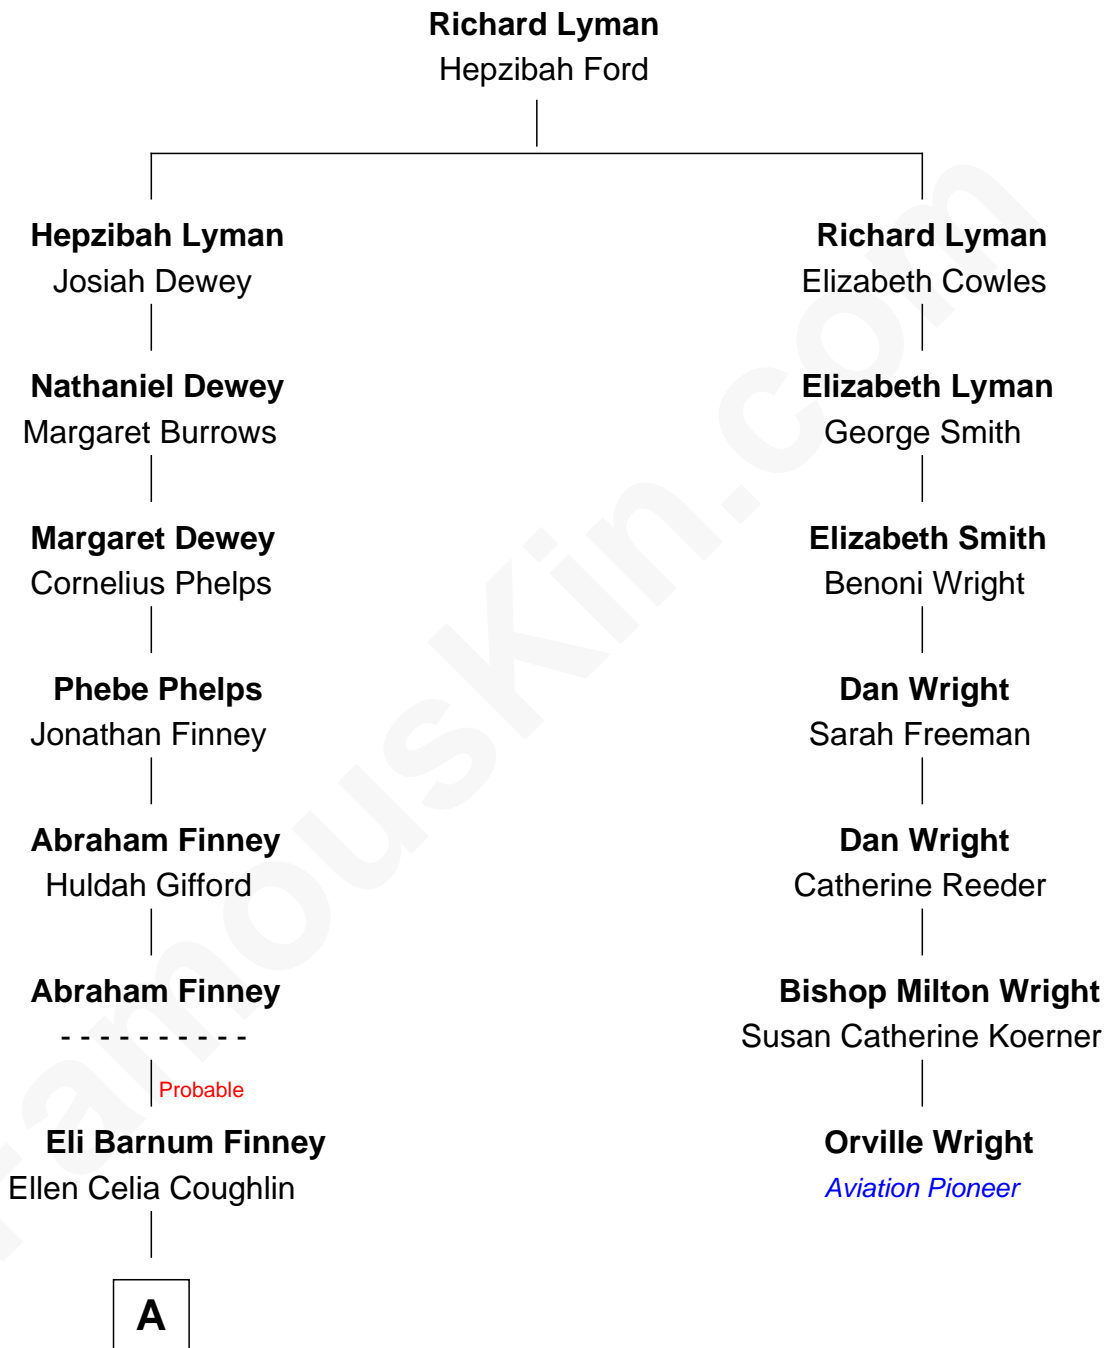 Richard Lyman
Hepzibah Ford
Hepzibah Lyman
Josiah Dewey
Nathaniel Dewey
Margaret Burrows
Margaret Dewey
Cornelius Phelps
Phebe Phelps
Jonathan Finney
Abraham Finney
Huldah Gifford
Abraham Finney
- - - - - - - - - -
Probable
Eli Barnum Finney
Ellen Celia Coughlin
A
Richard Lyman
Elizabeth Cowles
Elizabeth Lyman
George Smith
Elizabeth Smith
Benoni Wright
Dan Wright
Sarah Freeman
Dan Wright
Catherine Reeder
Bishop Milton Wright
Susan Catherine Koerner
Orville Wright
Aviation Pioneer
FamousKin.com